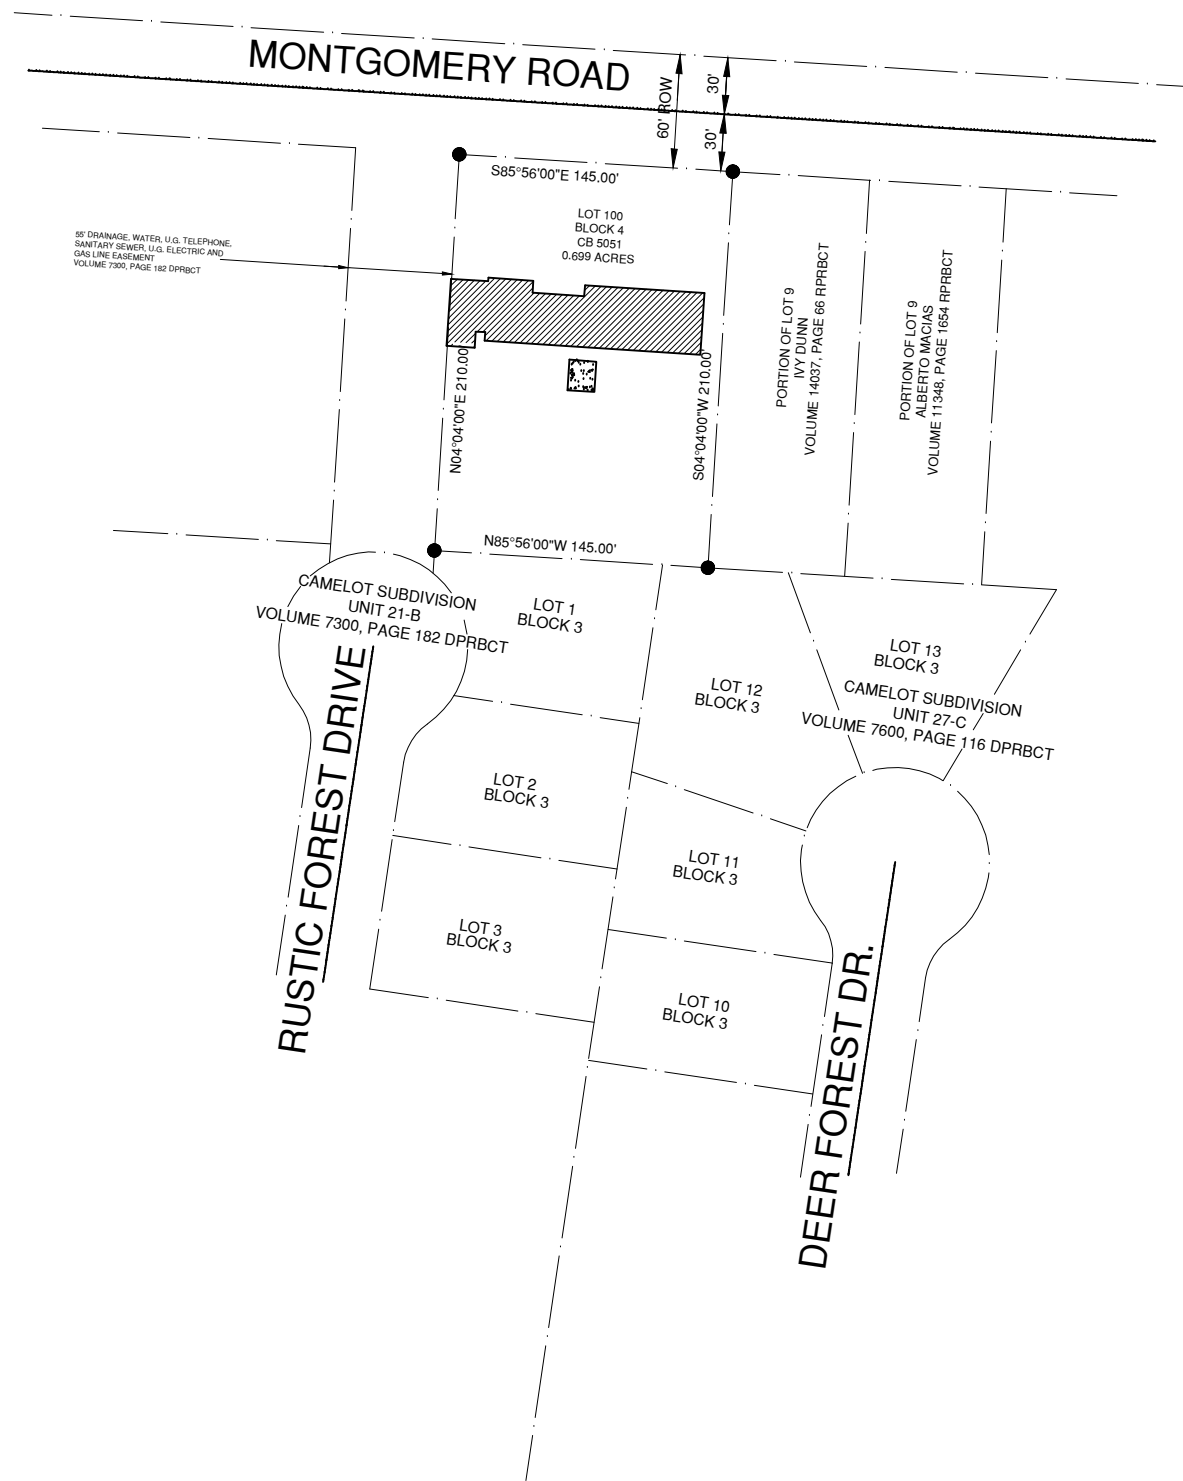 MONTGOMERY ROAD
60' ROW
30'
30'
S85°56'00"E 145.00'
LOT 100
BLOCK 4
CB 5051
0.699 ACRES
55' DRAINAGE, WATER, U.G. TELEPHONE,
SANITARY SEWER, U.G. ELECTRIC AND
GAS LINE EASEMENT
VOLUME 7300, PAGE 182 DPRBCT
N04°04'00"E 210.00'
S04°04'00"W 210.00'
PORTION OF LOT 9
IVY DUNN
VOLUME 14037, PAGE 66 RPRBCT
PORTION OF LOT 9
ALBERTO MACIAS
VOLUME 11348, PAGE 1654 RPRBCT
N85°56'00"W 145.00'
CAMELOT SUBDIVISION
UNIT 21-B
VOLUME 7300, PAGE 182 DPRBCT
LOT 1
BLOCK 3
LOT 12
BLOCK 3
LOT 13
BLOCK 3
CAMELOT SUBDIVISION
UNIT 27-C
VOLUME 7600, PAGE 116 DPRBCT
LOT 2
BLOCK 3
LOT 11
BLOCK 3
LOT 3
BLOCK 3
LOT 10
BLOCK 3
RUSTIC FOREST DRIVE
DEER FOREST DR.